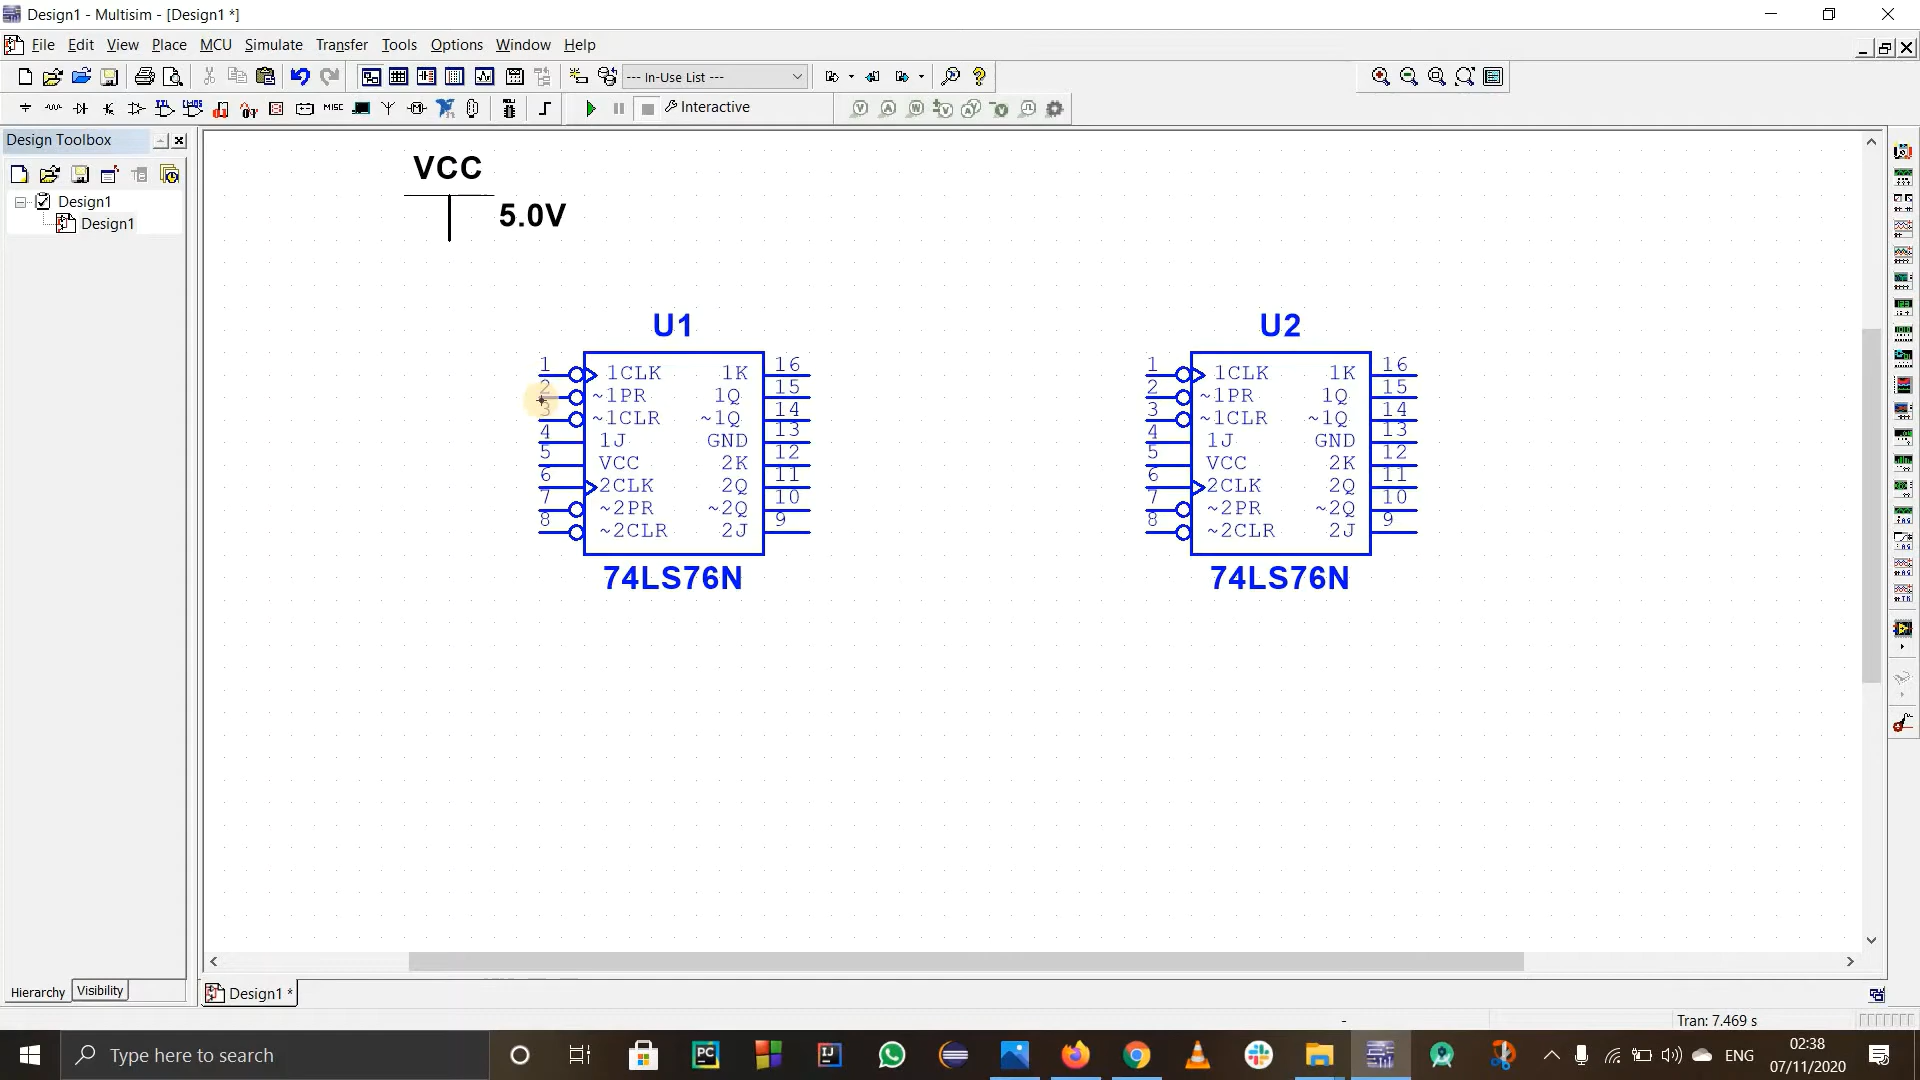 Design1 - Multisim - [Design1 *]
File Edit View Place MCU Simulate Transfer Tools Options Window Help
--- In-Use List ---
MISC Interactive
Design Toolbox
Design1
Design1
VCC
5.0V
U1
1 1CLK 1K 16
2 ~1PR 1Q 15
3 ~1CLR ~1Q 14
4 1J GND 13
5 VCC 2K 12
6 2CLK 2Q 11
7 ~2PR ~2Q 10
8 ~2CLR 2J 9
74LS76N
U2
1 1CLK 1K 16
2 ~1PR 1Q 15
3 ~1CLR ~1Q 14
4 1J GND 13
5 VCC 2K 12
6 2CLK 2Q 11
7 ~2PR ~2Q 10
8 ~2CLR 2J 9
74LS76N
Hierarchy Visibility
Design1 *
- Tran: 7.469 s
Type here to search
PC IJ
ENG
02:38
07/11/2020